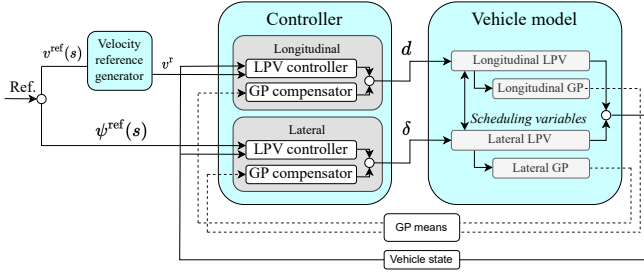 Controller
Vehicle model
v^ref(s)
Velocity
reference
generator
v^r
Ref.
ψ^ref(s)
Longitudinal
LPV controller
GP compensator
d
Lateral
LPV controller
GP compensator
δ
Longitudinal LPV
Longitudinal GP
Scheduling variables
Lateral LPV
Lateral GP
GP means
Vehicle state